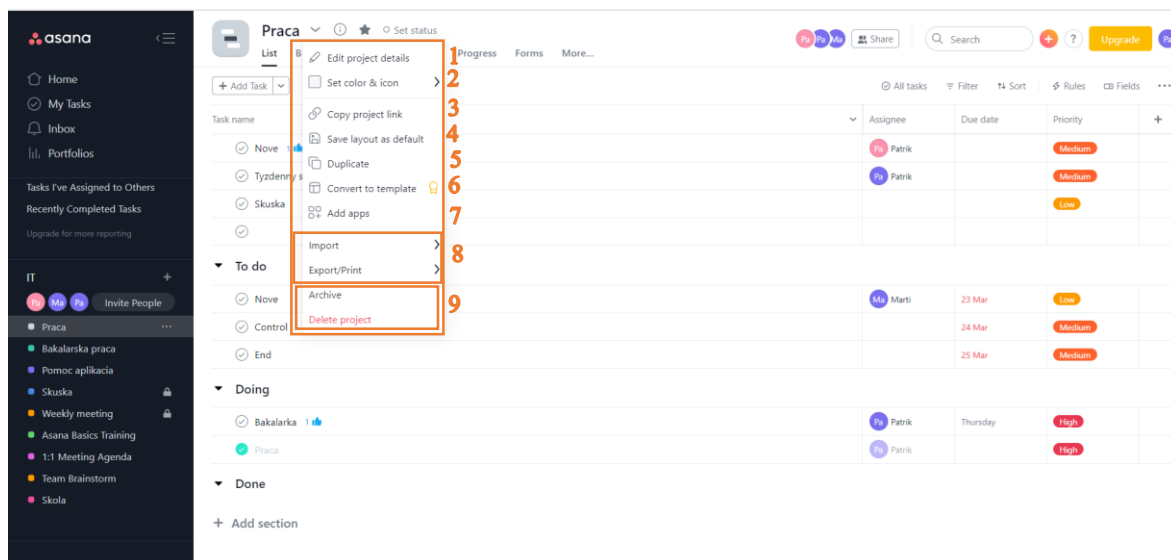 asana
Home
My Tasks
Inbox
Portfolios
Tasks I've Assigned to Others
Recently Completed Tasks
Upgrade for more reporting
IT
Pa Ma Pa Invite People
Praca
Bakalarska praca
Pomoc aplikacia
Skuska
Weekly meeting
Asana Basics Training
1:1 Meeting Agenda
Team Brainstorm
Skola
Praca Set status
List Progress Forms More...
Pa Pa Ma Share Search ? Upgrade Pa
+ Add Task All tasks Filter Sort Rules Fields ...
Edit project details 1
Set color & icon 2
Copy project link 3
Save layout as default 4
Duplicate 5
Convert to template 6
Add apps 7
Import 8
Export/Print
Archive 9
Delete project
Task name Assignee Due date Priority +
Nove 1 Pa Patrik Medium
Tyzdenny s Pa Patrik Medium
Skuska Low
To do
Nove Ma Marti 23 Mar Low
Control 24 Mar Medium
End 25 Mar Medium
Doing
Bakalarka 1 Pa Patrik Thursday High
Praca Pa Patrik High
Done
+ Add section